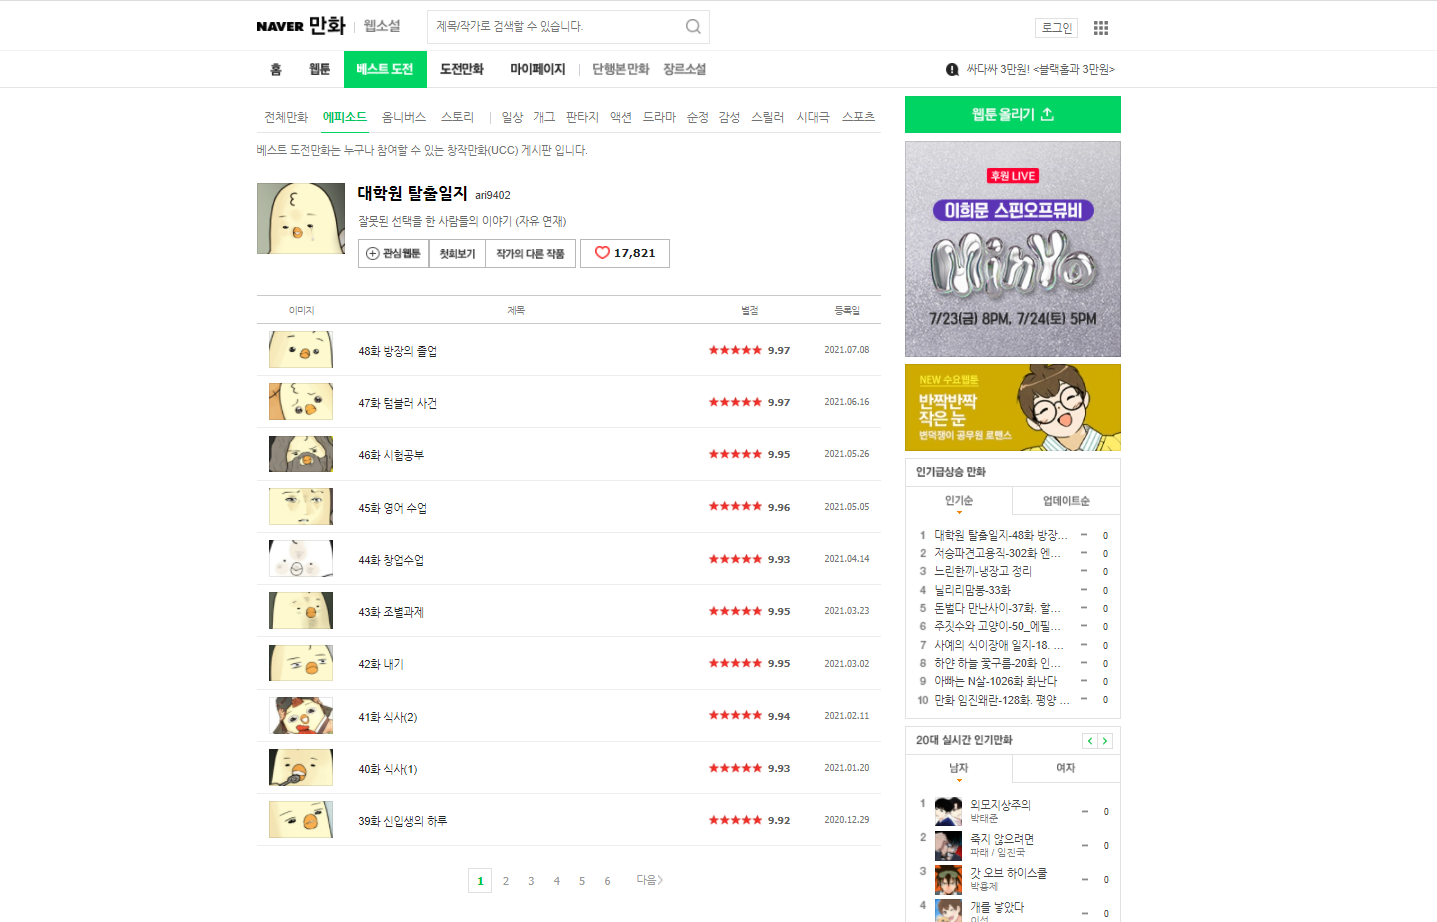 NAVER 만화 웹소설
제목/작가로 검색할 수 있습니다.
로그인
홈 웹툰 베스트 도전 도전만화 마이페이지 단행본 만화 장르소설
싸다싸 3만원! <블랙홀과 3만원>
전체만화 에피소드 옴니버스 스토리 일상 개그 판타지 액션 드라마 순정 감성 스릴러 시대극 스포츠
베스트 도전만화는 누구나 참여할 수 있는 창작만화(UCC) 게시판 입니다.
대학원 탈출일지 ari9402
잘못된 선택을 한 사람들의 이야기 (자유 연재)
관심웹툰 첫회보기 작가의 다른 작품 17,821
이미지 제목 별점 등록일
48화 방장의 졸업 9.97 2021.07.08
47화 텀블러 사건 9.97 2021.06.16
46화 시험공부 9.95 2021.05.26
45화 영어 수업 9.96 2021.05.05
44화 창업수업 9.93 2021.04.14
43화 조별과제 9.95 2021.03.23
42화 내기 9.95 2021.03.02
41화 식사(2) 9.94 2021.02.11
40화 식사(1) 9.93 2021.01.20
39화 신입생의 하루 9.92 2020.12.29
1 2 3 4 5 6 다음
웹툰 올리기
후원 LIVE
이희문 스핀오프뮤비
MinYo
7/23(금) 8PM, 7/24(토) 5PM
NEW 수요웹툰
반짝반짝
작은 눈
변덕쟁이 공무원 로맨스
인기급상승 만화
인기순 업데이트순
1 대학원 탈출일지-48화 방장... 0
2 저승파견고용직-302화 엔... 0
3 느린한끼-냉장고 정리 0
4 닐리리맘봉-33화 0
5 돈벌다 만난사이-37화. 할... 0
6 주짓수와 고양이-50_에필... 0
7 사예의 식이장애 일지-18. ... 0
8 하얀 하늘 꽃구름-20화 인... 0
9 아빠는 N살-1026화 화난다 0
10 만화 임진왜란-128화. 평양 ... 0
20대 실시간 인기만화
남자 여자
1 외모지상주의 0
박태준
2 죽지 않으려면 0
파래 / 임진국
3 갓 오브 하이스쿨 0
박용제
4 개를 낳았다 0
이선